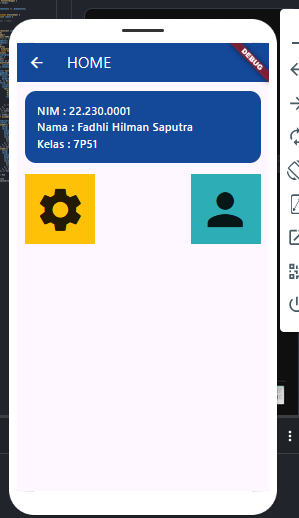 HOME
DEBUG
NIM : 22.230.0001
Nama : Fadhli Hilman Saputra
Kelas : 7P51